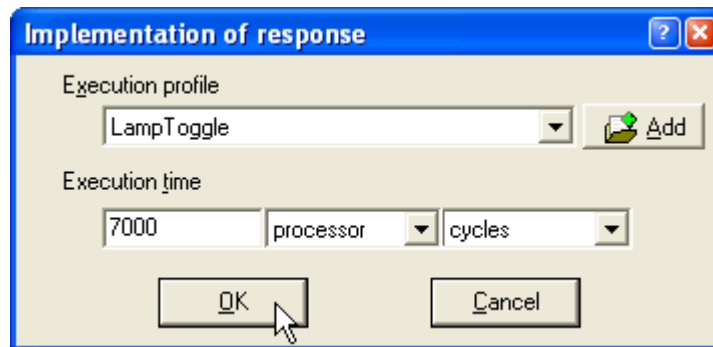 Implementation of response
Execution profile
LampToggle
Add
Execution time
7000 processor cycles
OK Cancel